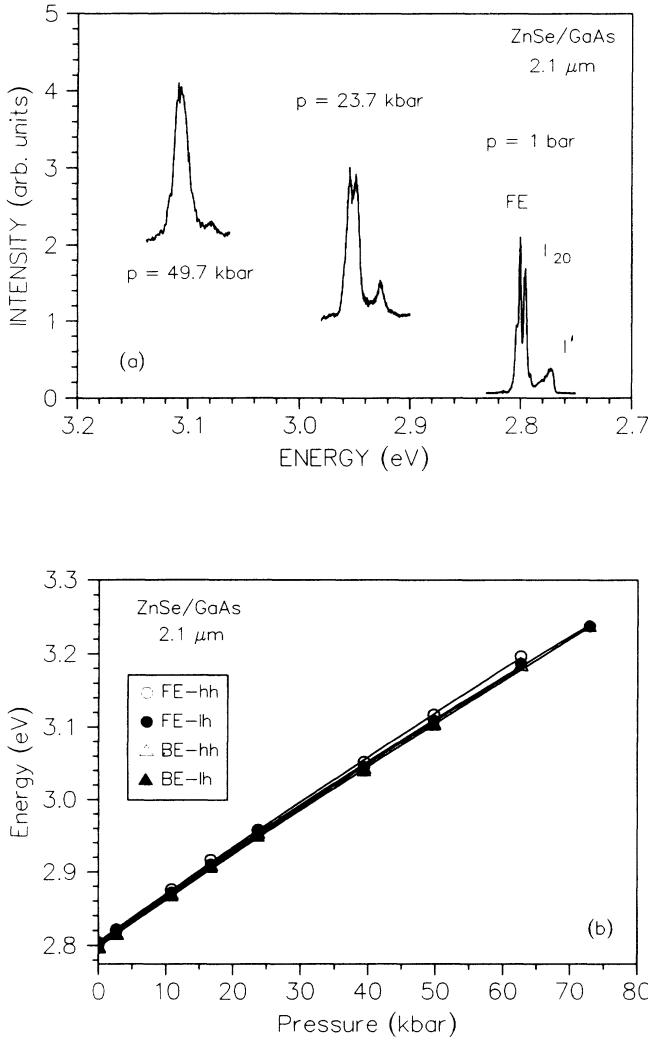 5
4
3
2
1
0
INTENSITY (arb. units)
ZnSe/GaAs
2.1 μm
p = 23.7 kbar
p = 1 bar
FE
I₂₀
p = 49.7 kbar
I'
(a)
3.2
3.1
3.0
2.9
2.8
2.7
ENERGY (eV)
3.3
3.2
3.1
3.0
2.9
2.8
Energy (eV)
ZnSe/GaAs
2.1 μm
FE-hh
FE-lh
BE-hh
BE-lh
(b)
0
10
20
30
40
50
60
70
80
Pressure (kbar)